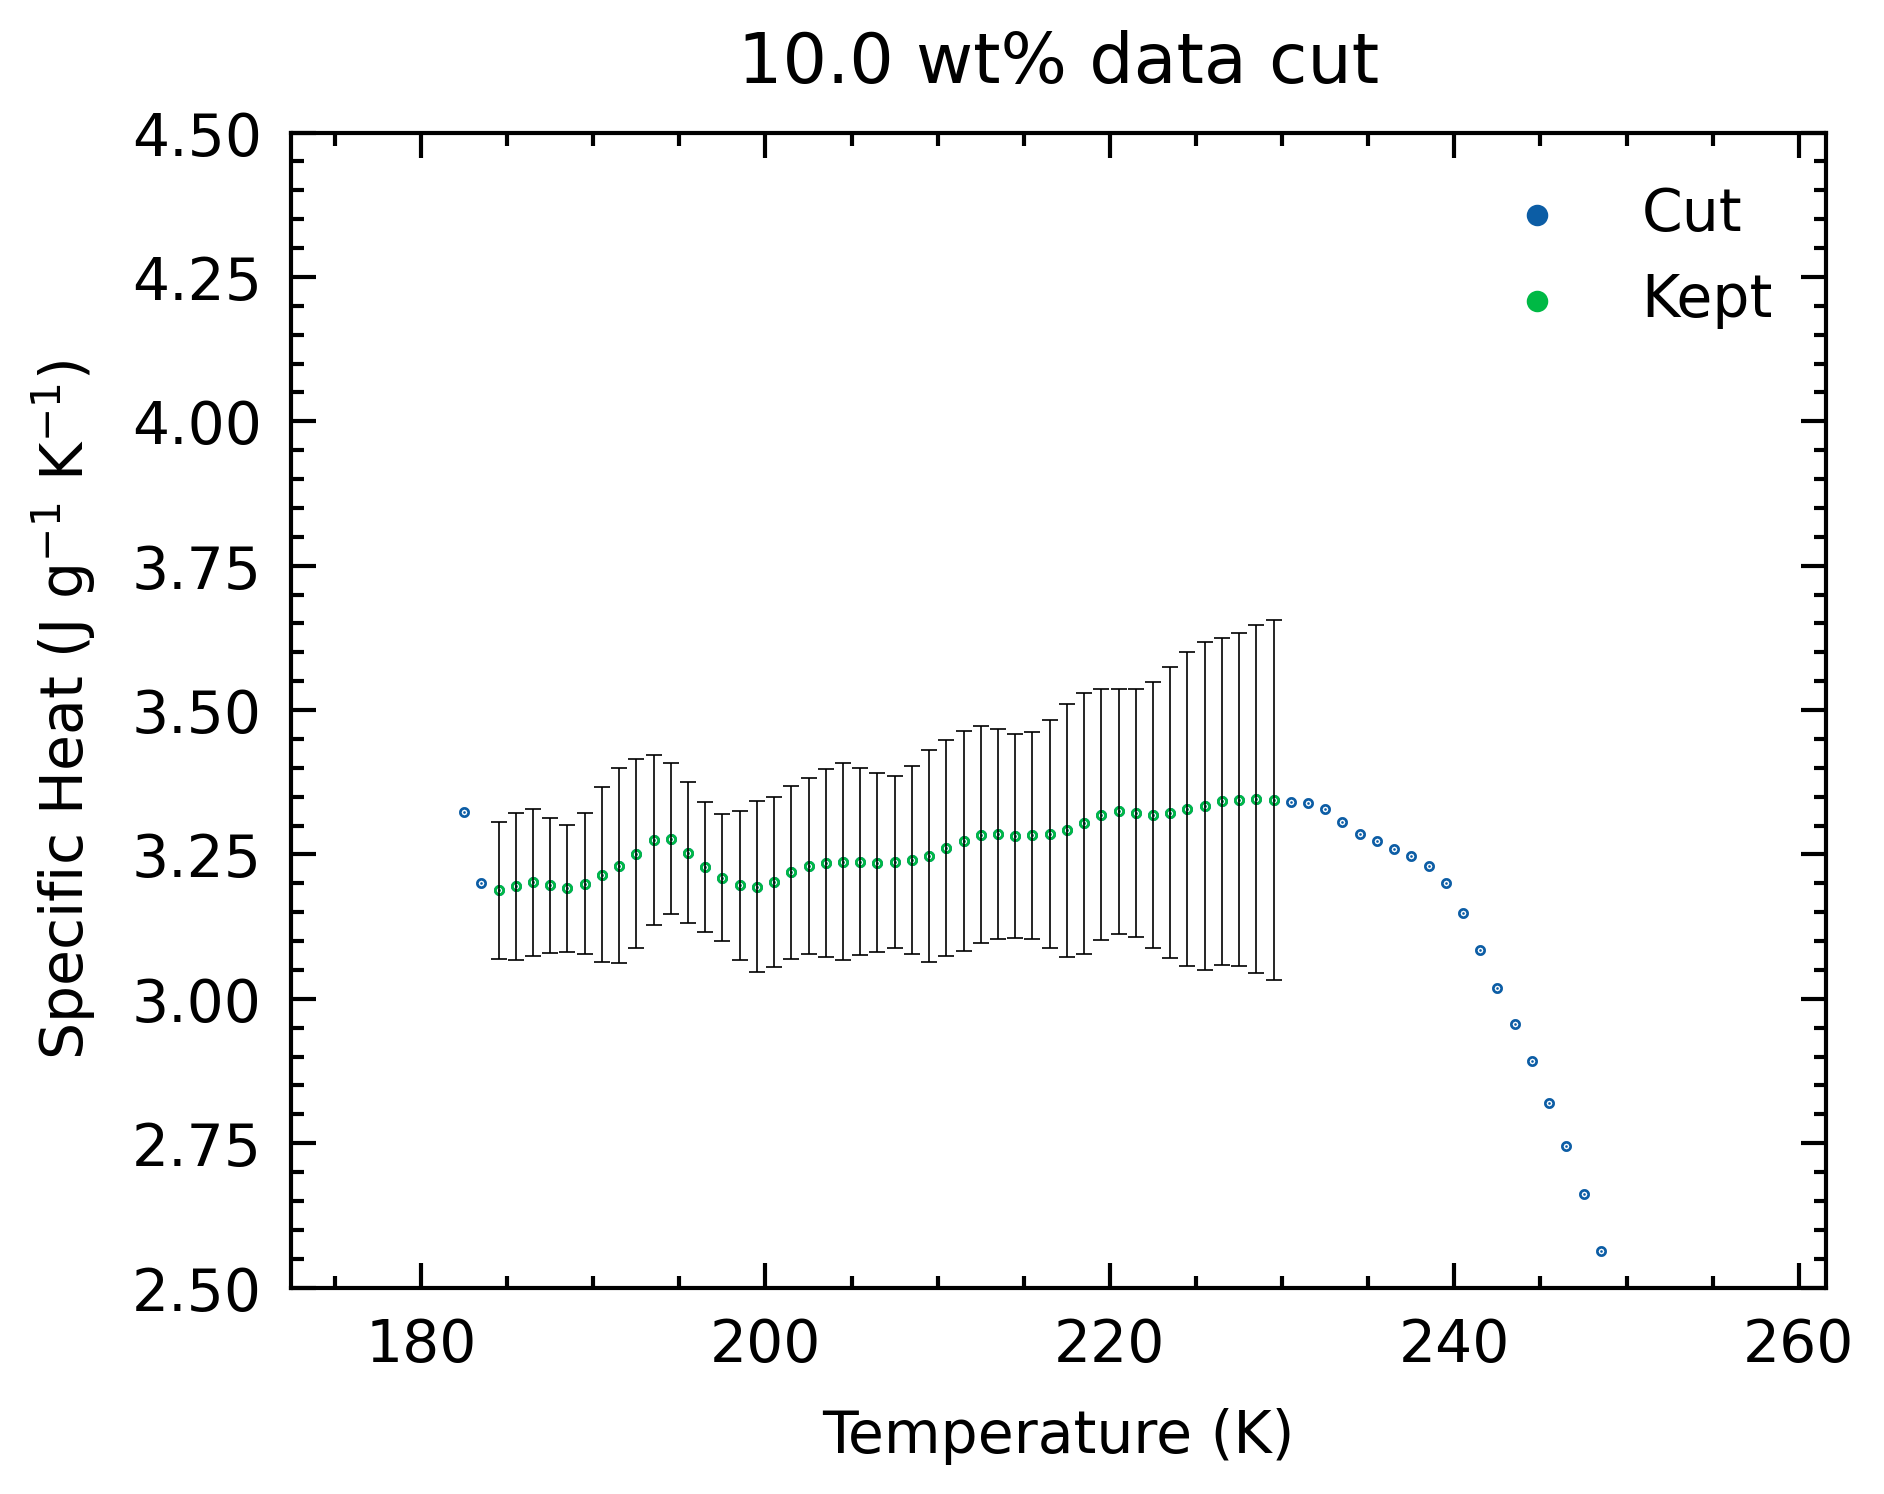 10.0 wt% data cut
4.50
4.25
4.00
3.75
3.50
3.25
3.00
2.75
2.50
Specific Heat (J g⁻¹ K⁻¹)
Cut
Kept
180 200 220 240 260
Temperature (K)